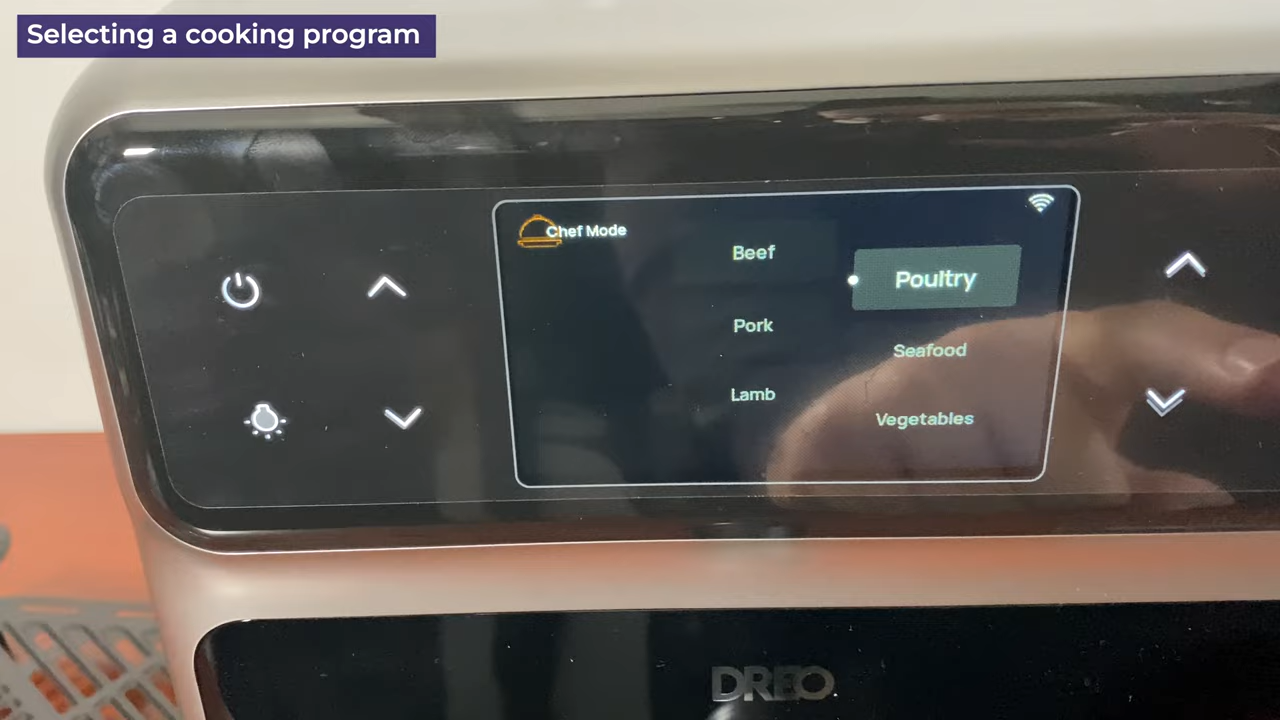 Selecting a cooking program
Chef Mode
Beef
Pork
Lamb
Poultry
Seafood
Vegetables
DREO